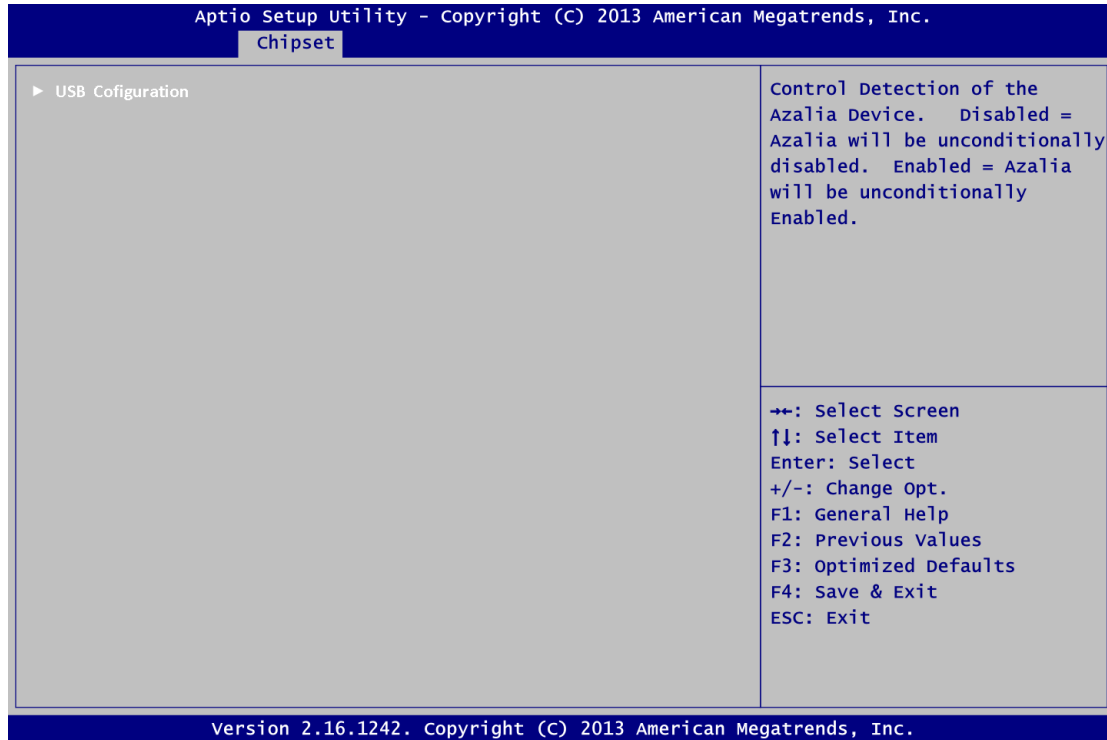 Aptio Setup Utility – Copyright (C) 2013 American Megatrends, Inc.
Chipset
► USB Cofiguration
Control Detection of the
Azalia Device.   Disabled =
Azalia will be unconditionally
disabled.  Enabled = Azalia
will be unconditionally
Enabled.
→←: Select Screen
↑↓: Select Item
Enter: Select
+/-: Change Opt.
F1: General Help
F2: Previous Values
F3: Optimized Defaults
F4: Save & Exit
ESC: Exit
Version 2.16.1242. Copyright (C) 2013 American Megatrends, Inc.